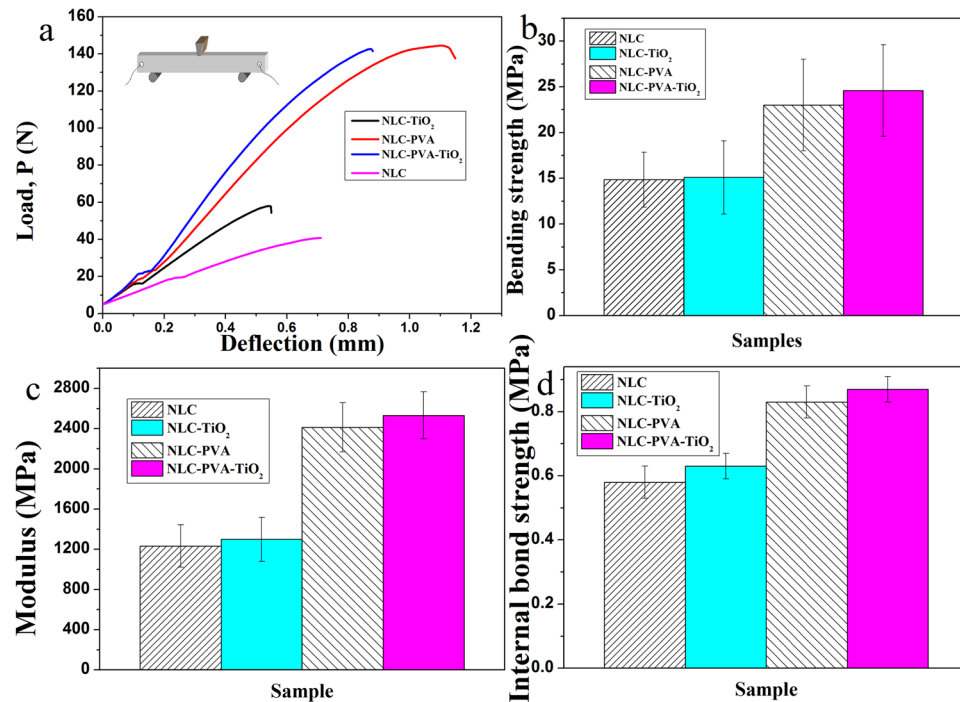 a
Load, P (N)
160
140
120
100
80
60
40
20
0
NLC-TiO₂
NLC-PVA
NLC-PVA-TiO₂
NLC
0.0 0.2 0.4 0.6 0.8 1.0 1.2
Deflection (mm)
b
Bending strength (MPa)
30
25
20
15
10
5
0
NLC
NLC-TiO₂
NLC-PVA
NLC-PVA-TiO₂
Samples
c
Modulus (MPa)
2800
2400
2000
1600
1200
800
400
0
NLC
NLC-TiO₂
NLC-PVA
NLC-PVA-TiO₂
Sample
d
Internal bond strength (MPa)
0.8
0.6
0.4
0.2
0.0
NLC
NLC-TiO₂
NLC-PVA
NLC-PVA-TiO₂
Sample